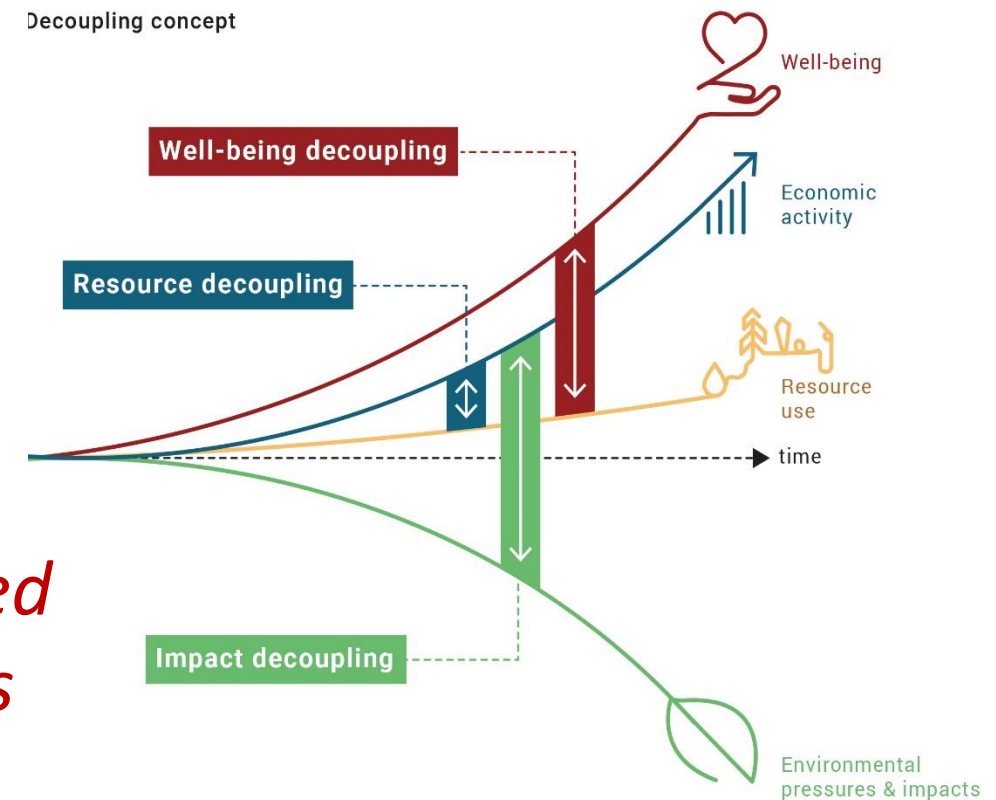 Decoupling concept
Well-being
Well-being decoupling
Economic
activity
Resource decoupling
Resource
use
time
ed
s
Impact decoupling
Environmental
pressures & impacts